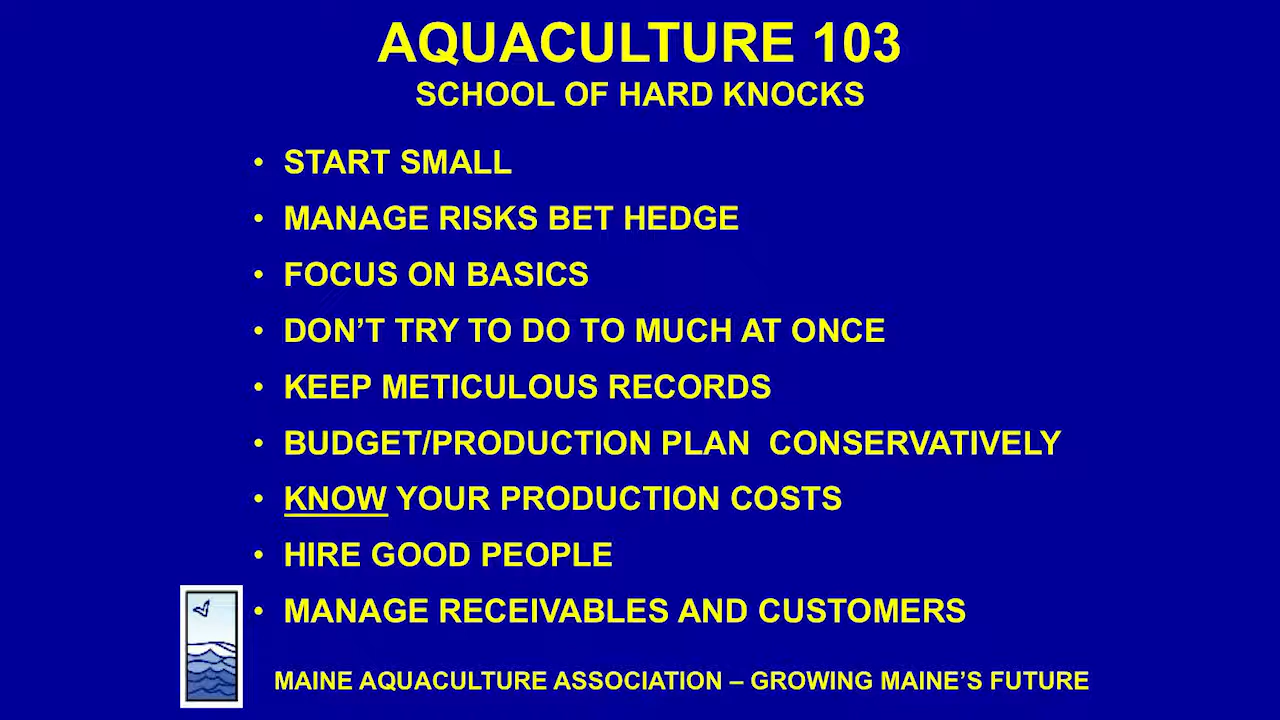 AQUACULTURE 103
SCHOOL OF HARD KNOCKS
• START SMALL
• MANAGE RISKS BET HEDGE
• FOCUS ON BASICS
• DON’T TRY TO DO TO MUCH AT ONCE
• KEEP METICULOUS RECORDS
• BUDGET/PRODUCTION PLAN  CONSERVATIVELY
• KNOW YOUR PRODUCTION COSTS
• HIRE GOOD PEOPLE
• MANAGE RECEIVABLES AND CUSTOMERS
MAINE AQUACULTURE ASSOCIATION – GROWING MAINE’S FUTURE